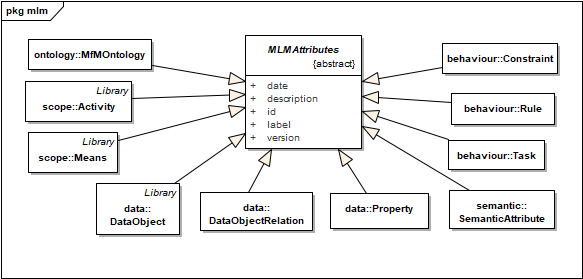 pkg mlm
MLMAttributes
{abstract}
+ date
+ description
+ id
+ label
+ version
ontology::MfMOntology
Library
scope::Activity
Library
scope::Means
Library
data::
DataObject
data::
DataObjectRelation
data::Property
semantic::
SemanticAttribute
behaviour::Task
behaviour::Rule
behaviour::Constraint